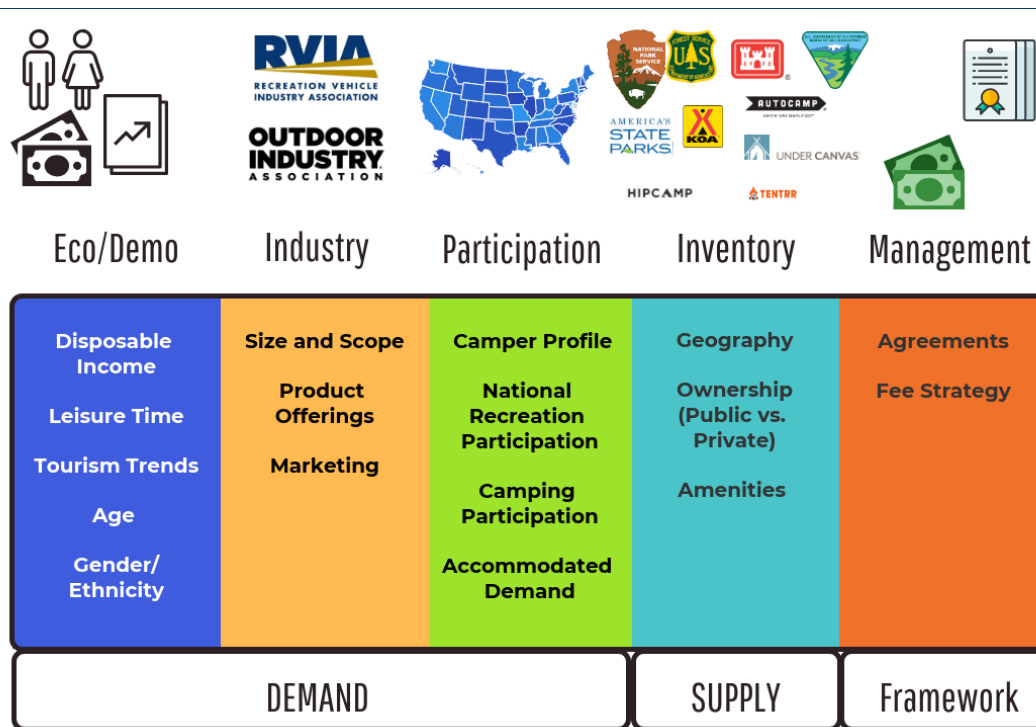 RVIA
RECREATION VEHICLE
INDUSTRY ASSOCIATION
OUTDOOR
INDUSTRY
ASSOCIATION
NATIONAL
PARK
SERVICE
FOREST SERVICE
U S
AMERICA'S
STATE
PARKS
KOA
AUTOCAMP
UNDER CANVAS
HIPCAMP
TENTRR
Eco/Demo
Industry
Participation
Inventory
Management
Disposable
Income
Leisure Time
Tourism Trends
Age
Gender/
Ethnicity
Size and Scope
Product
Offerings
Marketing
Camper Profile
National
Recreation
Participation
Camping
Participation
Accommodated
Demand
Geography
Ownership
(Public vs.
Private)
Amenities
Agreements
Fee Strategy
DEMAND
SUPPLY
Framework